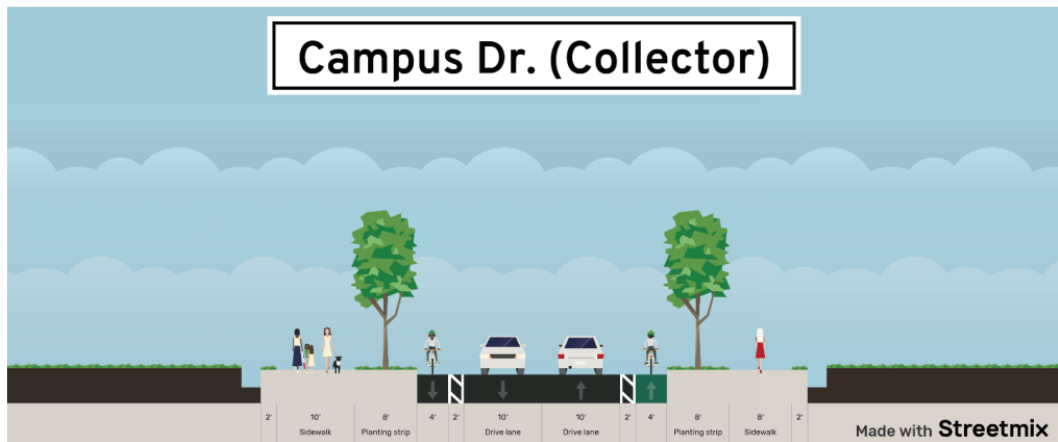 Campus Dr. (Collector)
2' 10' 8' 4' 2' 10' 10' 2' 4' 8' 8' 2'
Sidewalk Planting strip Drive lane Drive lane Planting strip Sidewalk
Made with Streetmix